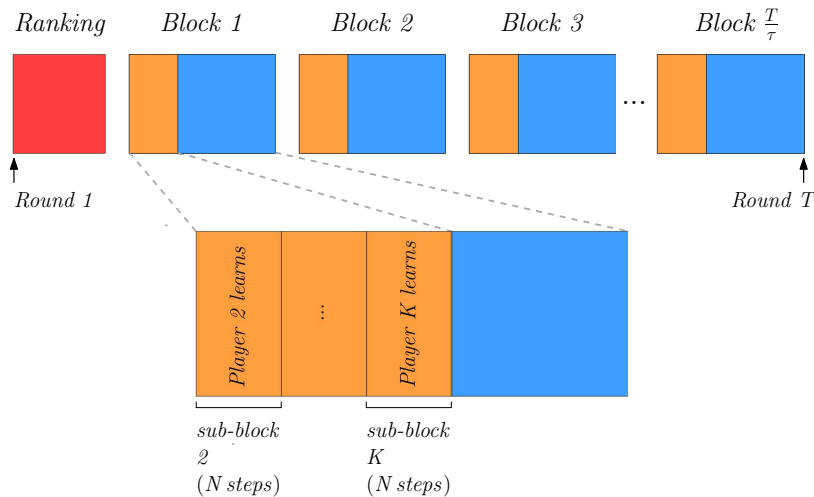 Ranking
Block 1
Block 2
Block 3
Block T/τ
...
Round 1
Round T
Player 2 learns
...
Player K learns
sub-block
2
(N steps)
sub-block
K
(N steps)